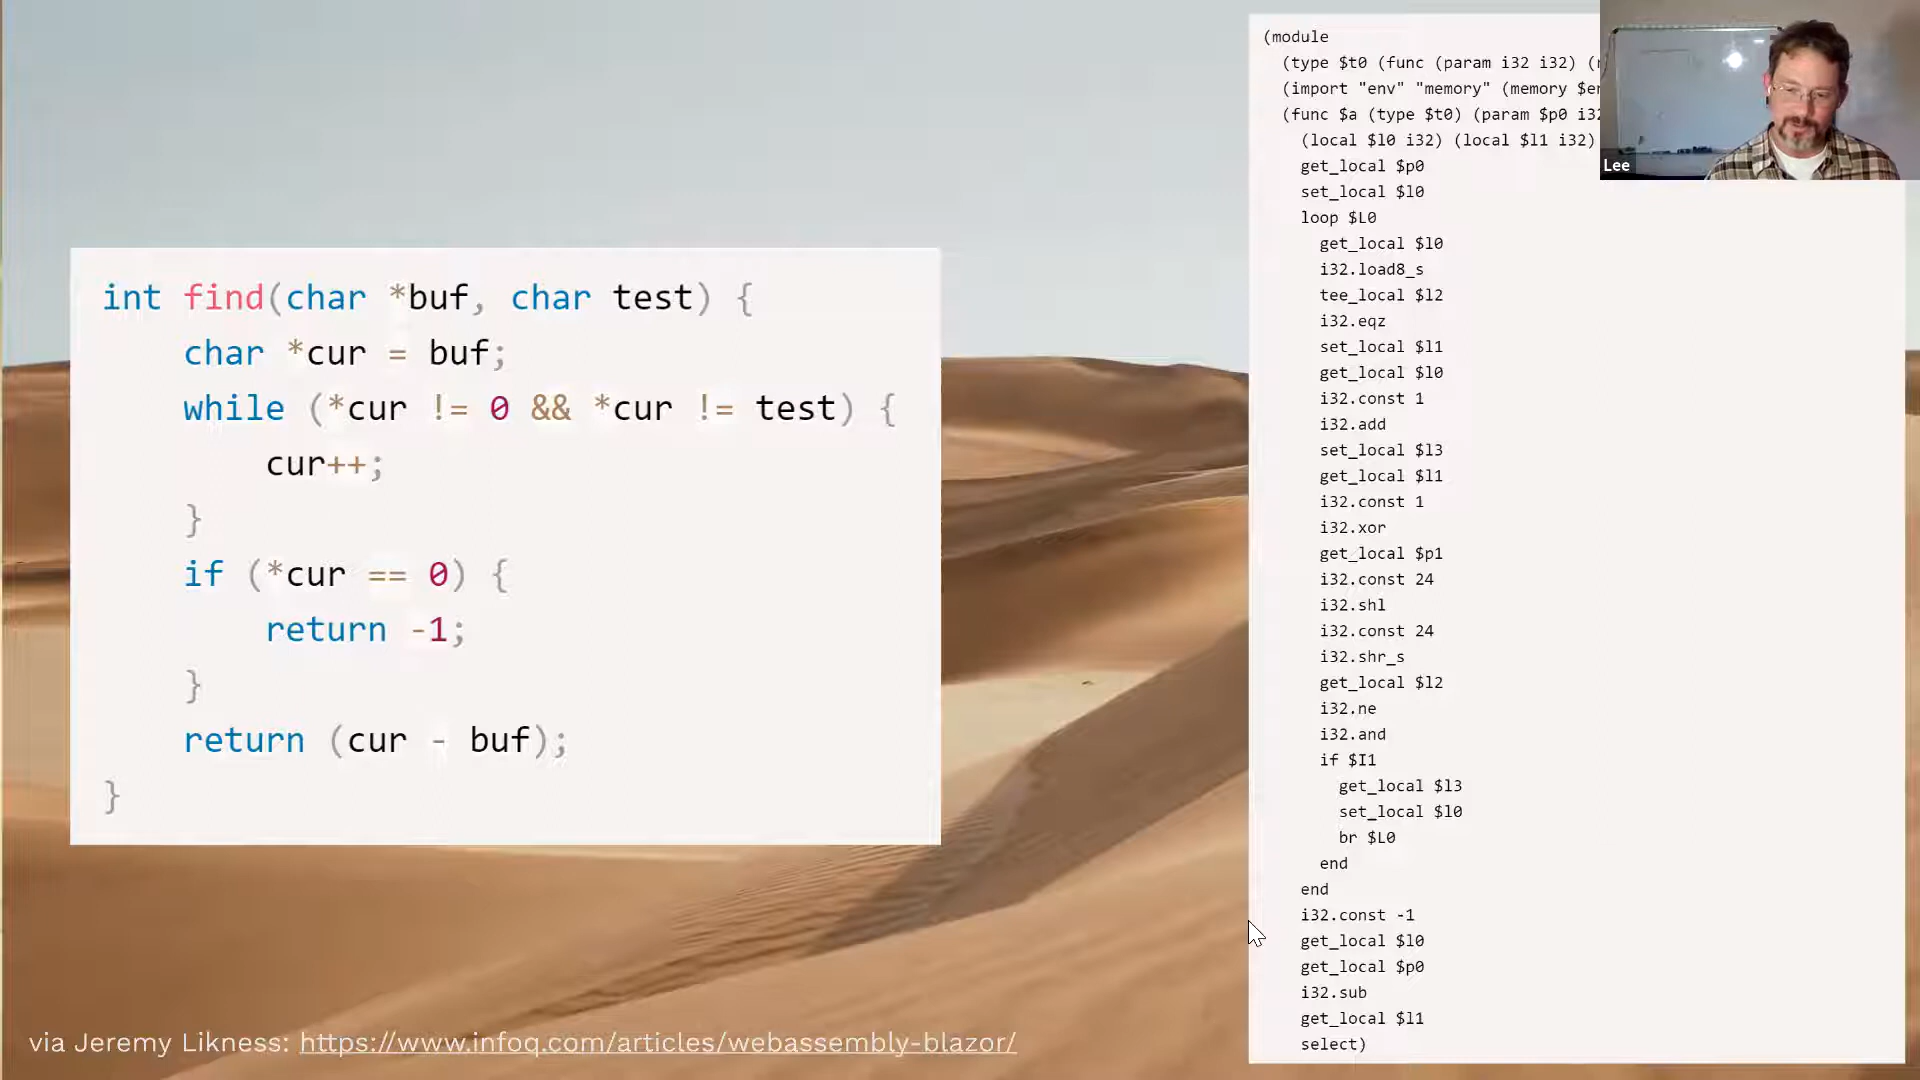 int find(char *buf, char test) {
char *cur = buf;
while (*cur != 0 && *cur != test) {
cur++;
}
if (*cur == 0) {
return -1;
}
return (cur - buf);
}
via Jeremy Likness: https://www.infoq.com/articles/webassembly-blazor/
(module
(type $t0 (func (param i32 i32) (
(import "env" "memory" (memory
(func $a (type $t0) (param $p0
(local $l0 i32) (local $l1 i32)
get_local $p0
set_local $l0
loop $L0
get_local $l0
i32.load8_s
tee_local $l2
i32.eqz
set_local $l1
get_local $l0
i32.const 1
i32.add
set_local $l3
get_local $l1
i32.const 1
i32.xor
get_local $p1
i32.const 24
i32.shl
i32.const 24
i32.shr_s
get_local $l2
i32.ne
i32.and
if $I1
get_local $l3
set_local $l0
br $L0
end
end
i32.const -1
get_local $l0
get_local $p0
i32.sub
get_local $l1
select)
Lee